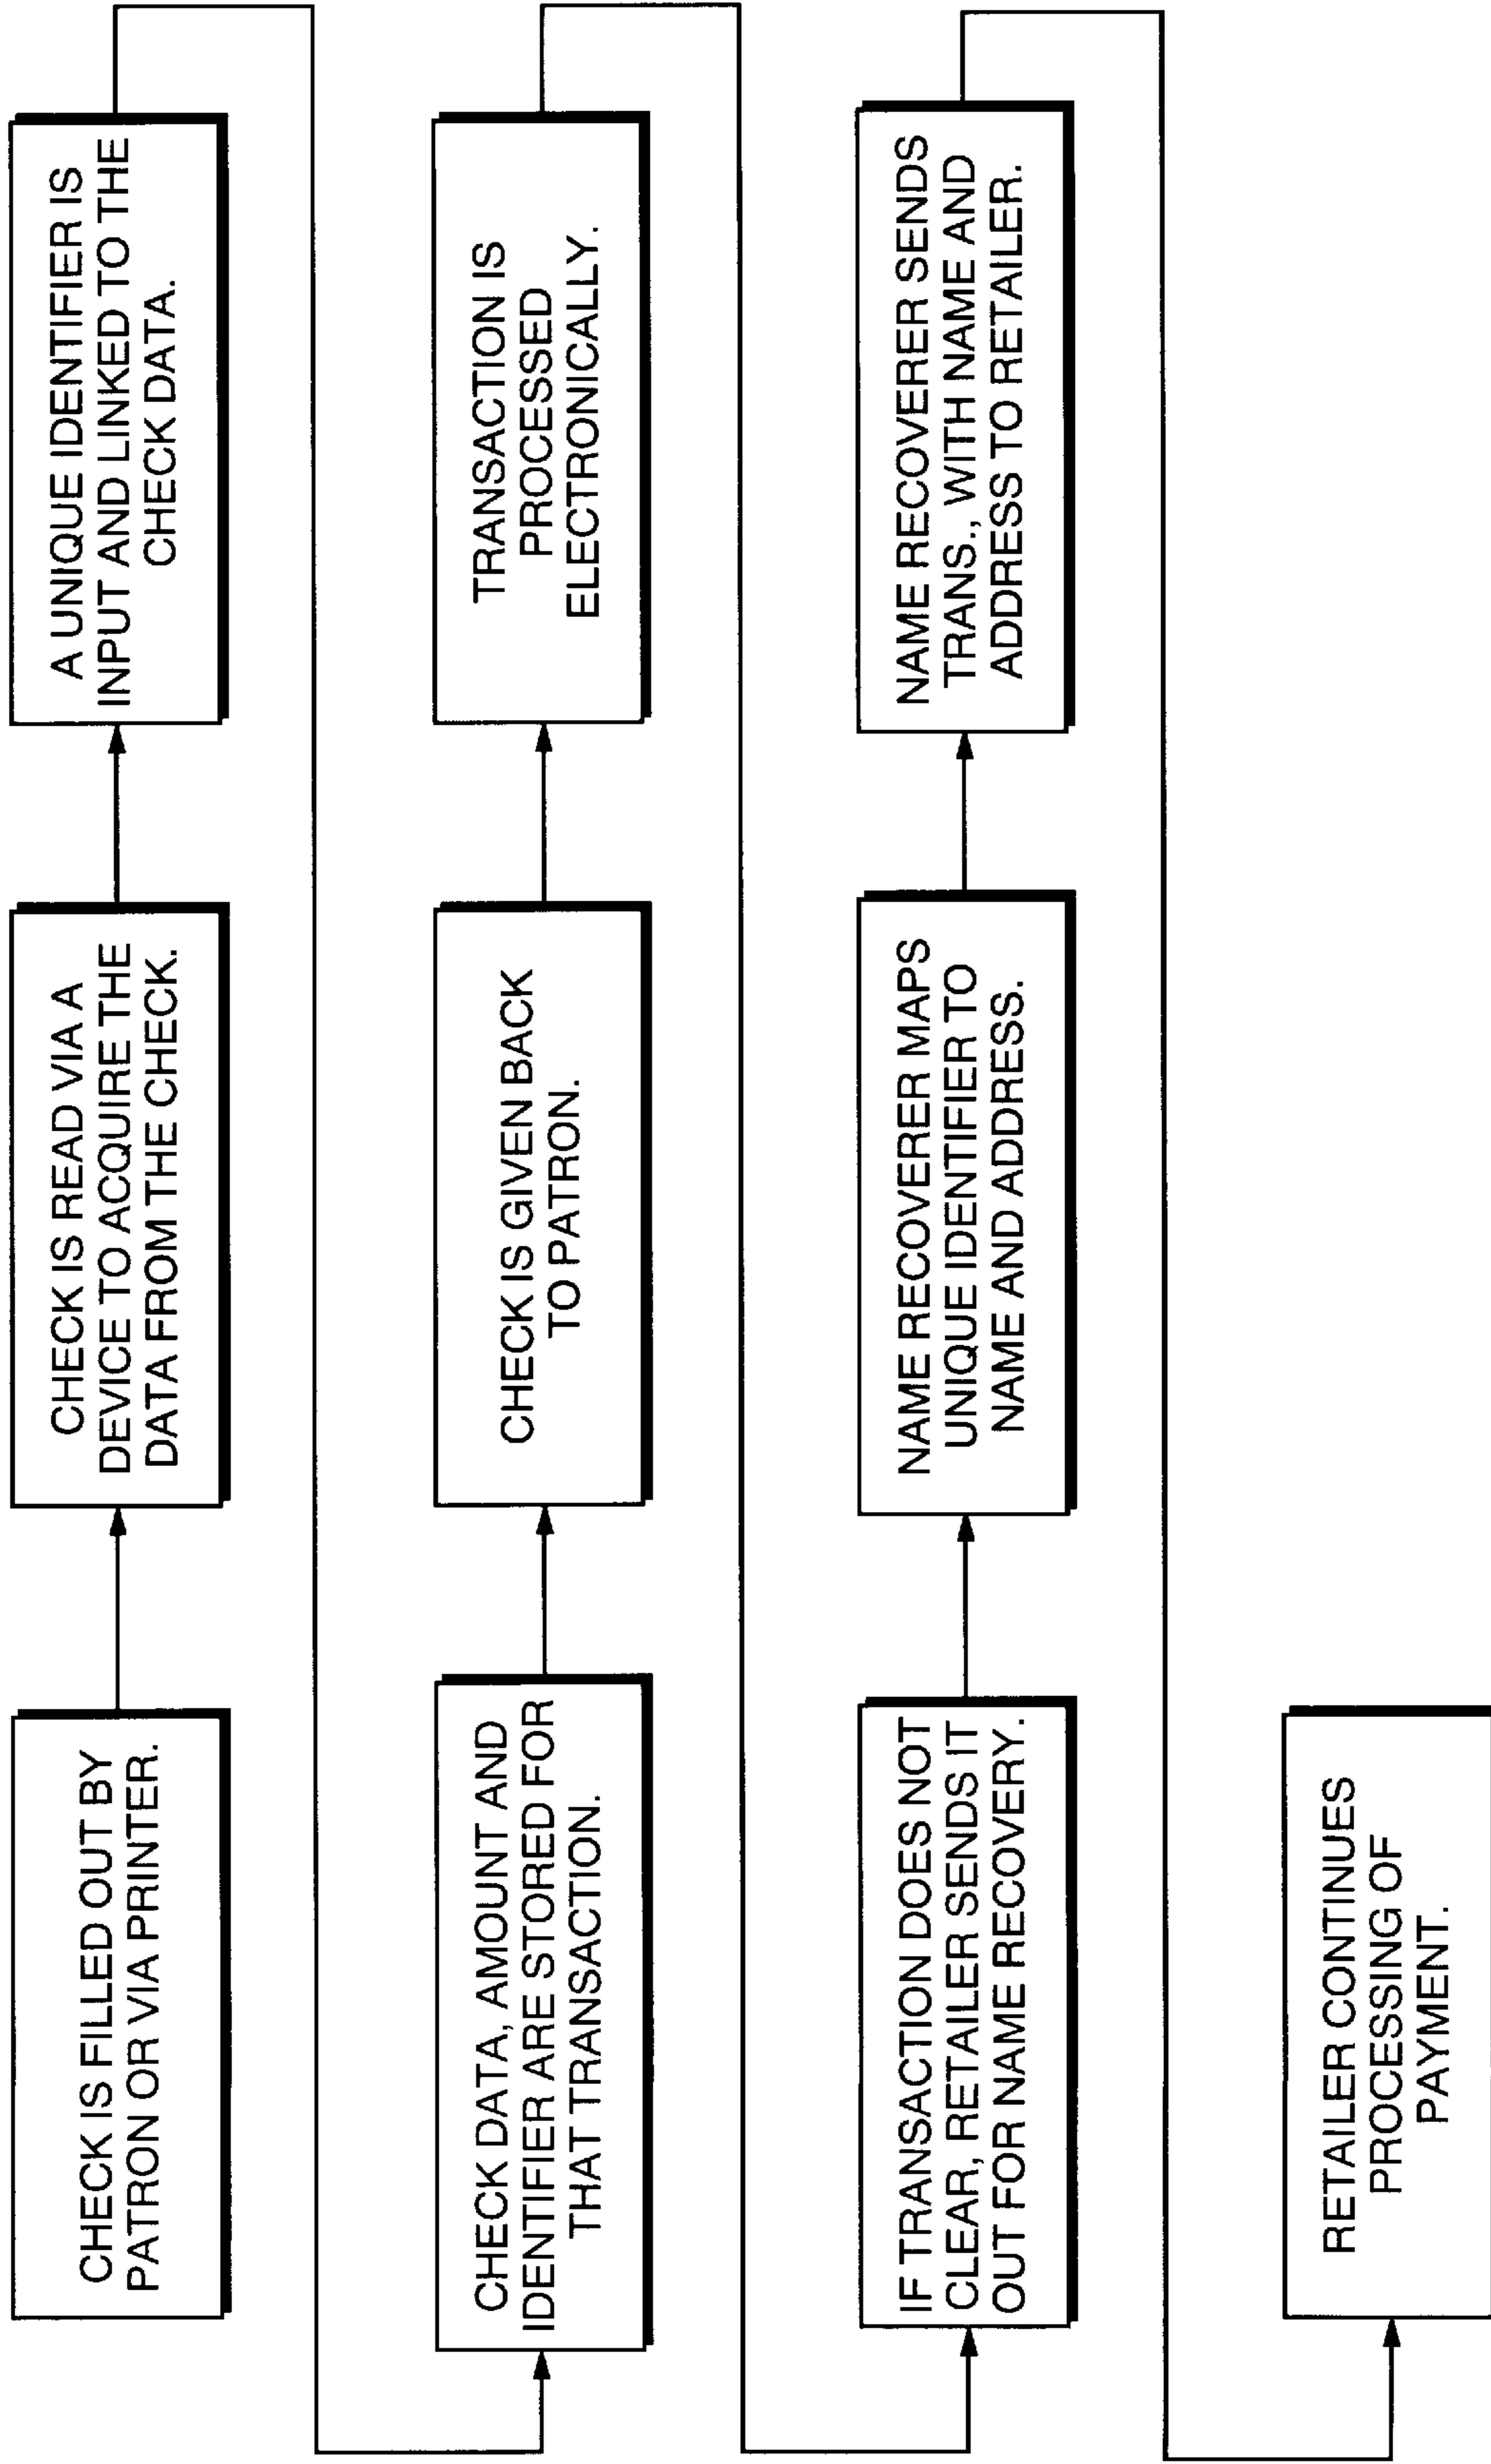 CHECK IS FILLED OUT BY
PATRON OR VIA PRINTER.
CHECK IS READ VIA A
DEVICE TO ACQUIRE THE
DATA FROM THE CHECK.
A UNIQUE IDENTIFIER IS
INPUT AND LINKED TO THE
CHECK DATA.
CHECK DATA, AMOUNT AND
IDENTIFIER ARE STORED FOR
THAT TRANSACTION.
CHECK IS GIVEN BACK
TO PATRON.
TRANSACTION IS
PROCESSED
ELECTRONICALLY.
IF TRANSACTION DOES NOT
CLEAR, RETAILER SENDS IT
OUT FOR NAME RECOVERY.
NAME RECOVERER MAPS
UNIQUE IDENTIFIER TO
NAME AND ADDRESS.
NAME RECOVERER SENDS
TRANS., WITH NAME AND
ADDRESS TO RETAILER.
RETAILER CONTINUES
PROCESSING OF
PAYMENT.